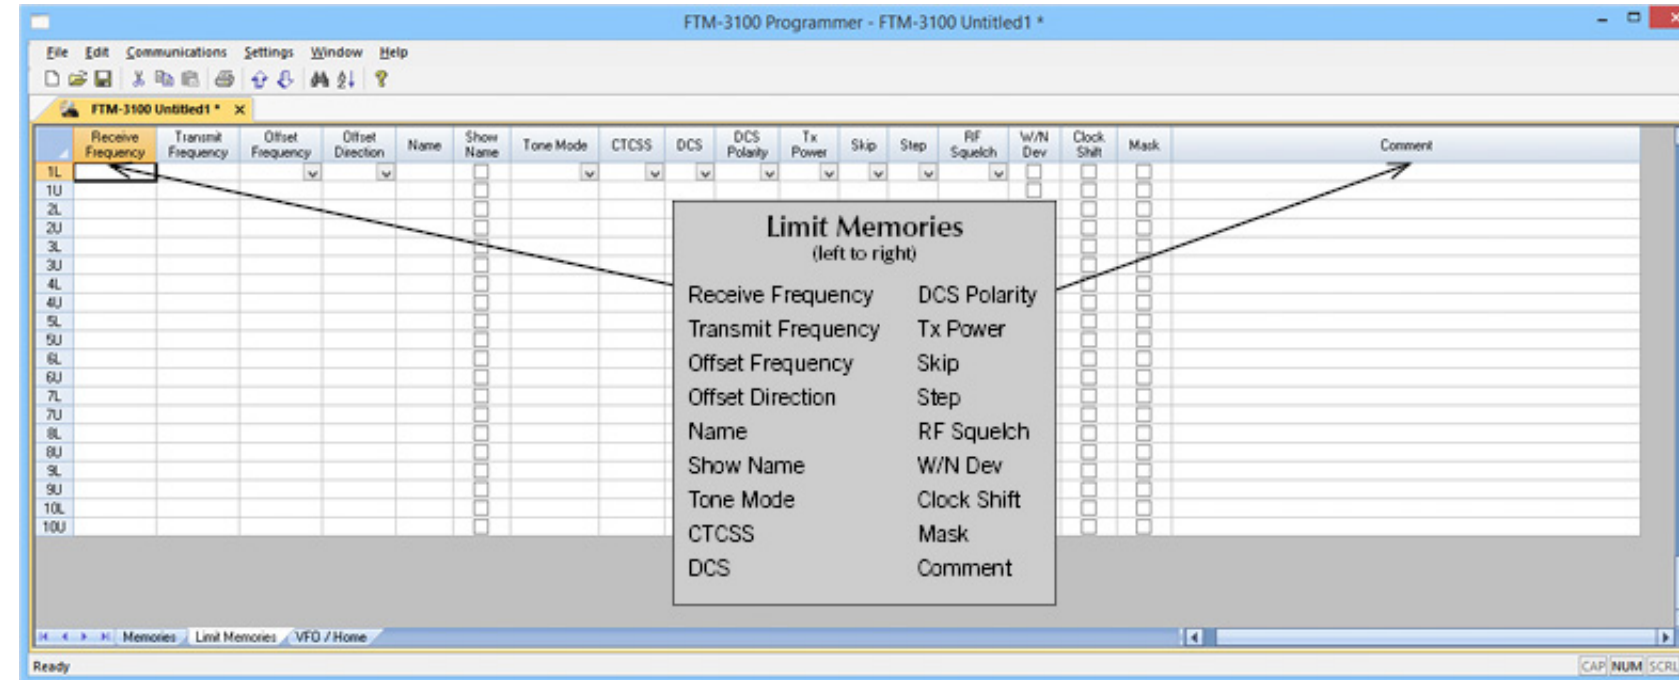 FTM-3100 Programmer - FTM-3100 Untitled1 *
File Edit Communications Settings Window Help
FTM-3100 Untitled1 *
Receive Frequency Transmit Frequency Offset Frequency Offset Direction Name Show Name Tone Mode CTCSS DCS DCS Polarity Tx Power Skip Step RF Squelch W/N Dev Clock Shift Mask Comment
1L
1U
2L
2U
3L
3U
4L
4U
5L
5U
6L
6U
7L
7U
8L
8U
9L
9U
10L
10U
Limit Memories
(left to right)
Receive Frequency DCS Polarity
Transmit Frequency Tx Power
Offset Frequency Skip
Offset Direction Step
Name RF Squelch
Show Name W/N Dev
Tone Mode Clock Shift
CTCSS Mask
DCS Comment
Memories Limit Memories VFO / Home
Ready CAP NUM SCRL